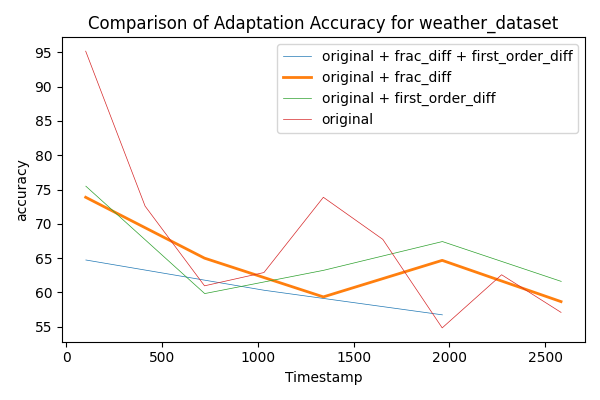 Comparison of Adaptation Accuracy for weather_dataset
original + frac_diff + first_order_diff
original + frac_diff
original + first_order_diff
original
accuracy
95
90
85
80
75
70
65
60
55
0 500 1000 1500 2000 2500
Timestamp